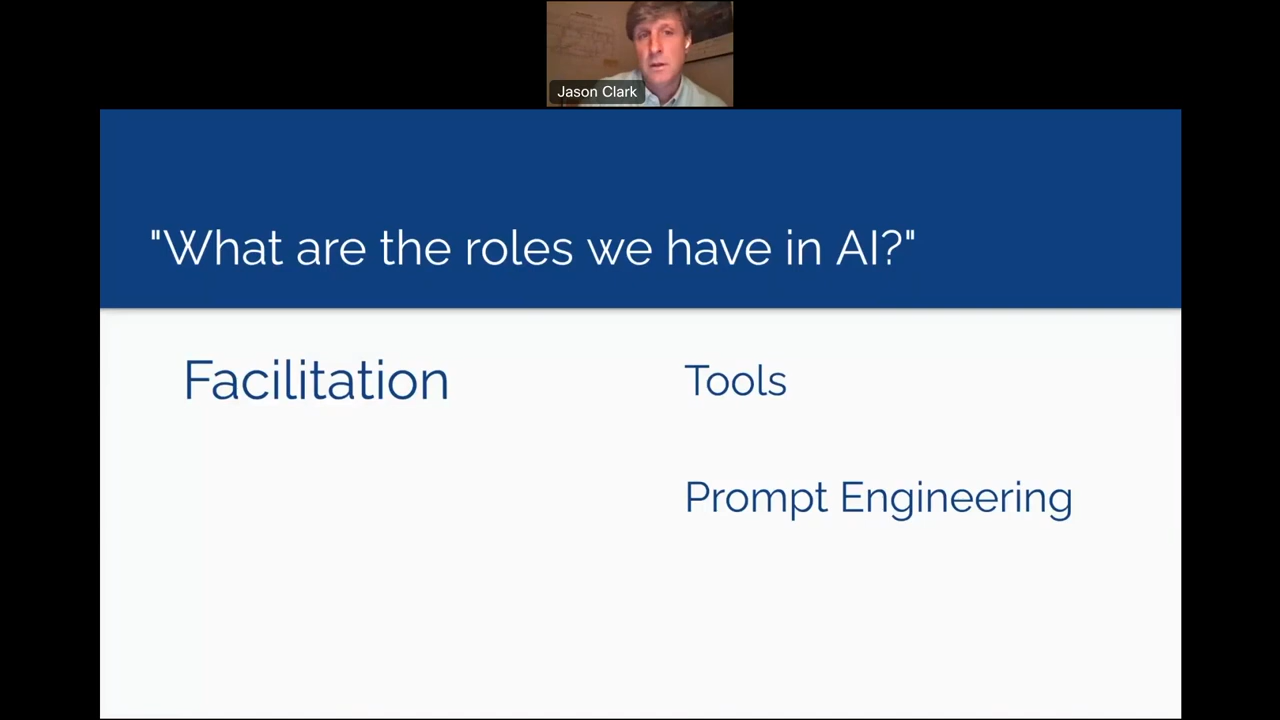 Jason Clark
"What are the roles we have in AI?"
Facilitation
Tools
Prompt Engineering